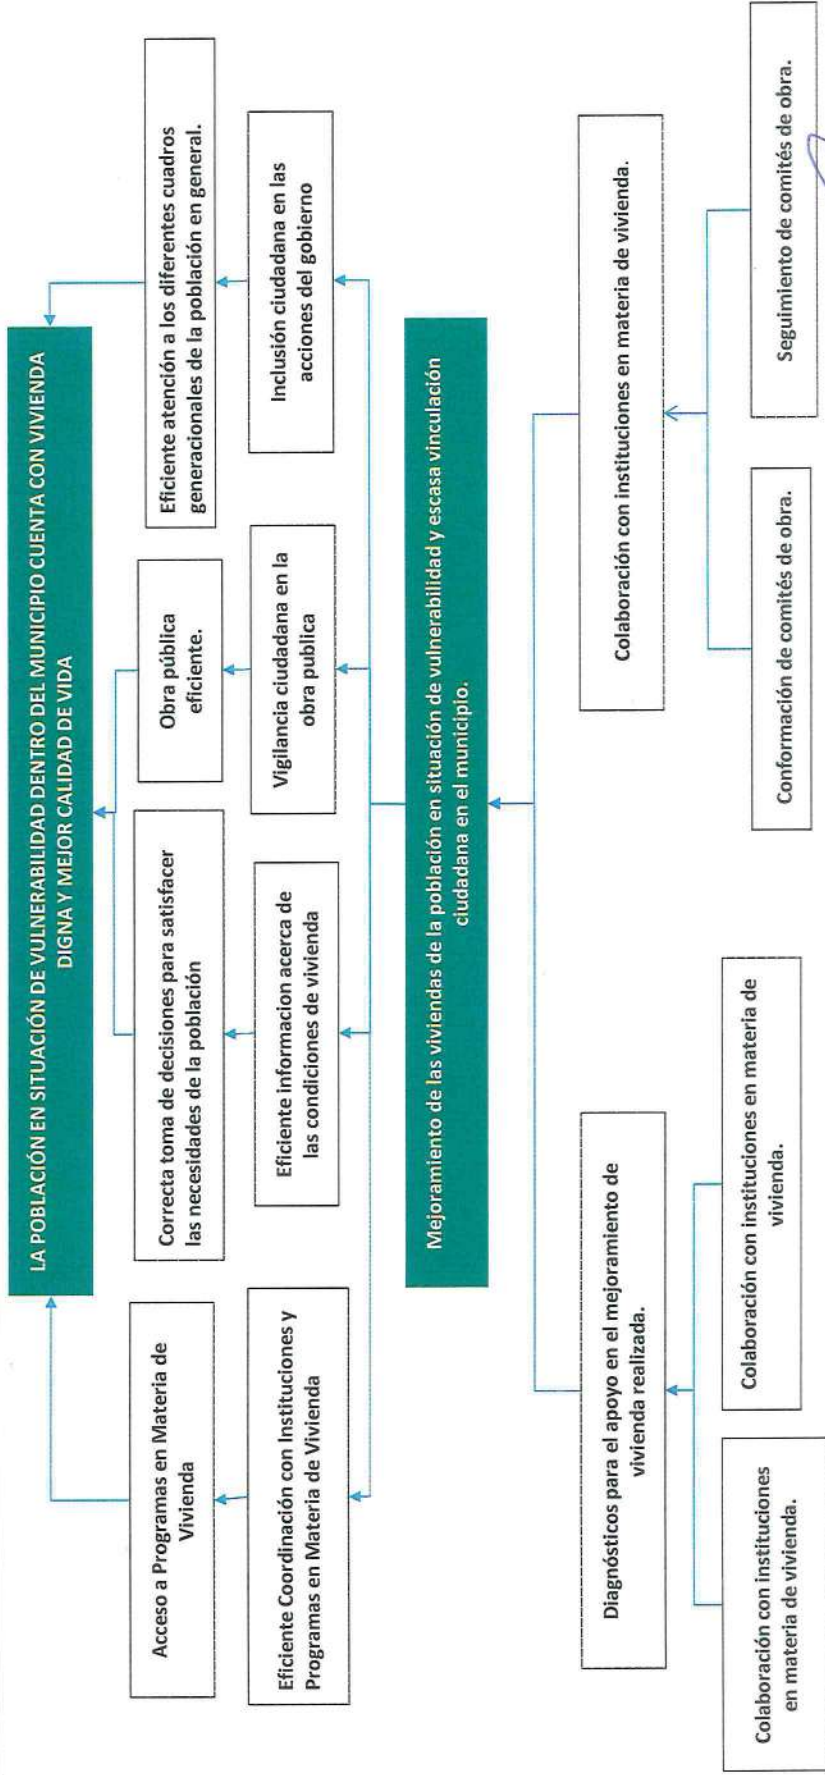 LA POBLACIÓN EN SITUACIÓN DE VULNERABILIDAD DENTRO DEL MUNICIPIO CUENTA CON VIVIENDA
DIGNA Y MEJOR CALIDAD DE VIDA
Acceso a Programas en Materia de
Vivienda
Correcta toma de decisiones para satisfacer
las necesidades de la población
Obra pública
eficiente.
Eficiente atención a los diferentes cuadros
generacionales de la población en general.
Eficiente Coordinación con Instituciones y
Programas en Materia de Vivienda
Eficiente informacion acerca de
las condiciones de vivienda
Vigilancia ciudadana en la
obra publica
Inclusión ciudadana en las
acciones del gobierno
Mejoramiento de las viviendas de la población en situación de vulnerabilidad y escasa vinculación
ciudadana en el municipio.
Diagnósticos para el apoyo en el mejoramiento de
vivienda realizada.
Colaboración con instituciones en materia de vivienda.
Colaboración con instituciones
en materia de vivienda.
Colaboración con instituciones en materia de
vivienda.
Conformación de comités de obra.
Seguimiento de comités de obra.